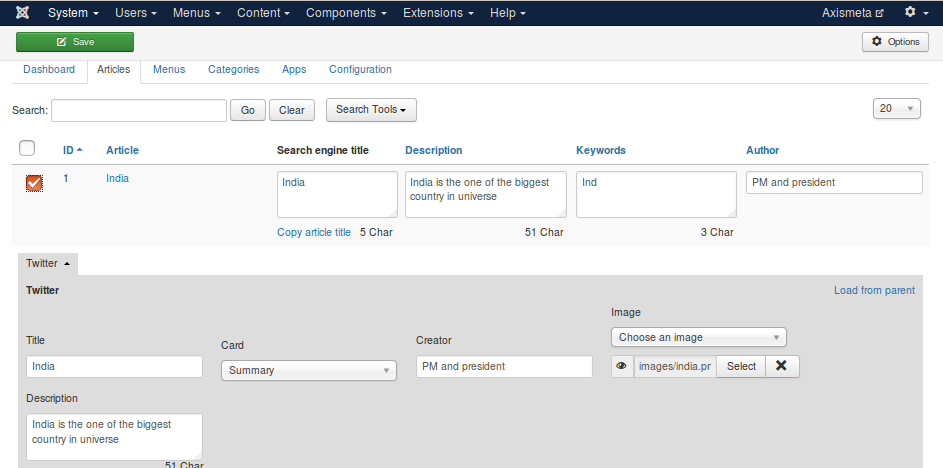 System Users Menus Content Components Extensions Help Axismeta
Save Options
Dashboard Articles Menus Categories Apps Configuration
Search: Go Clear Search Tools 20
ID Article Search engine title Description Keywords Author
1 India India India is the one of the biggest Ind PM and president
country in universe
Copy article title 5 Char 51 Char 3 Char
Twitter
Twitter Load from parent
Image
Title Card Creator Choose an image
India Summary PM and president images/india.pr Select
Description
India is the one of the biggest
country in universe
51 Char